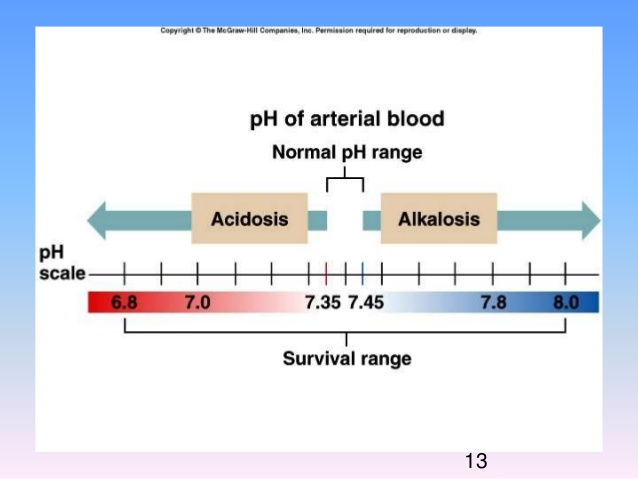 Copyright © The McGraw-Hill Companies, Inc. Permission required for reproduction or display.
pH of arterial blood
Normal pH range
Acidosis
Alkalosis
pH
scale
6.8 7.0 7.35 7.45 7.8 8.0
Survival range
13